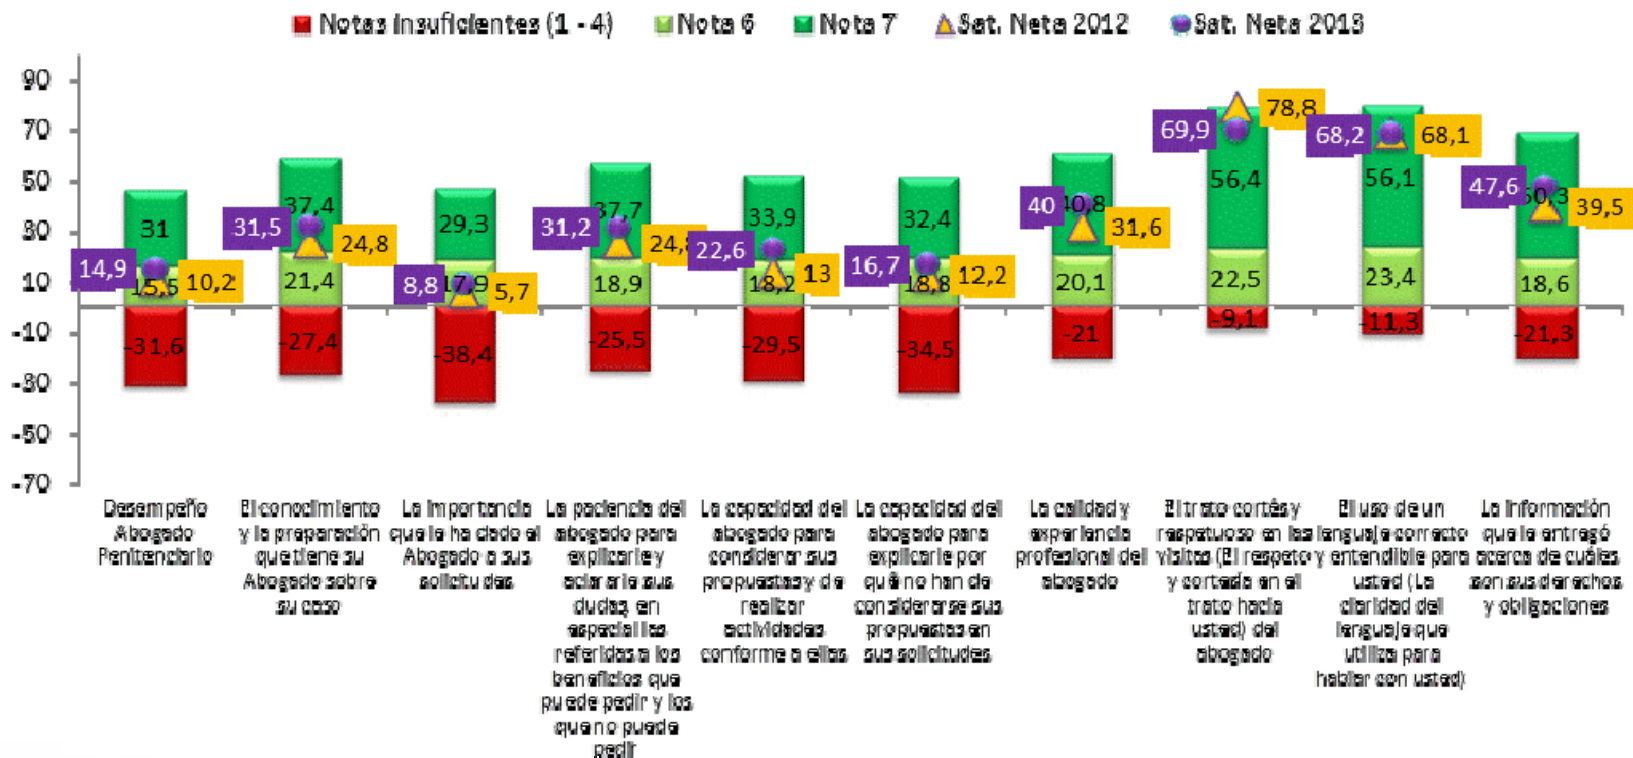 Notas Insuficientes (1 - 4) Nota 6 Nota 7 Sat. Neta 2012 Sat. Neta 2013
90
70
50
30
10
-10
-30
-50
-70
14,9 31 15,5 10,2 -31,6
31,5 37,4 21,4 24,8 -27,4
8,8 29,3 17,9 5,7 -38,4
31,2 37,7 18,9 24,8 -25,5
22,6 33,9 18,2 13 -29,5
16,7 32,4 18,8 12,2 -34,5
40 40,8 20,1 31,6 -21
69,9 56,4 22,5 78,8 -9,1
68,2 56,1 23,4 68,1 -11,3
47,6 50,3 18,6 39,5 -21,3
Desempeño
Abogado
Penitenciario
El conocimiento
y la preparación
que tiene su
Abogado sobre
su caso
La importancia
que le ha dado el
Abogado a sus
solicitudes
La paciencia del
abogado para
explicarle y
aclararle sus
dudas, en
especial las
referidas a los
beneficios que
puede pedir y los
que no puede
pedir
La capacidad del
abogado para
considerar sus
propuestas y de
realizar
actividades
conforme a ellas
La capacidad del
abogado para
explicarle por
qué no han de
considerarse sus
propuestas en
sus solicitudes
La calidad y
experiencia
profesional del
abogado
El trato cortés y
respetuoso en las
visitas (El respeto
y cortesía en el
trato hacia
usted) del
abogado
El uso de un
lenguaje correcto
y entendible para
usted (La
claridad del
lenguaje que
utiliza para
hablar con usted)
La información
que le entregó
acerca de cuáles
son sus derechos
y obligaciones